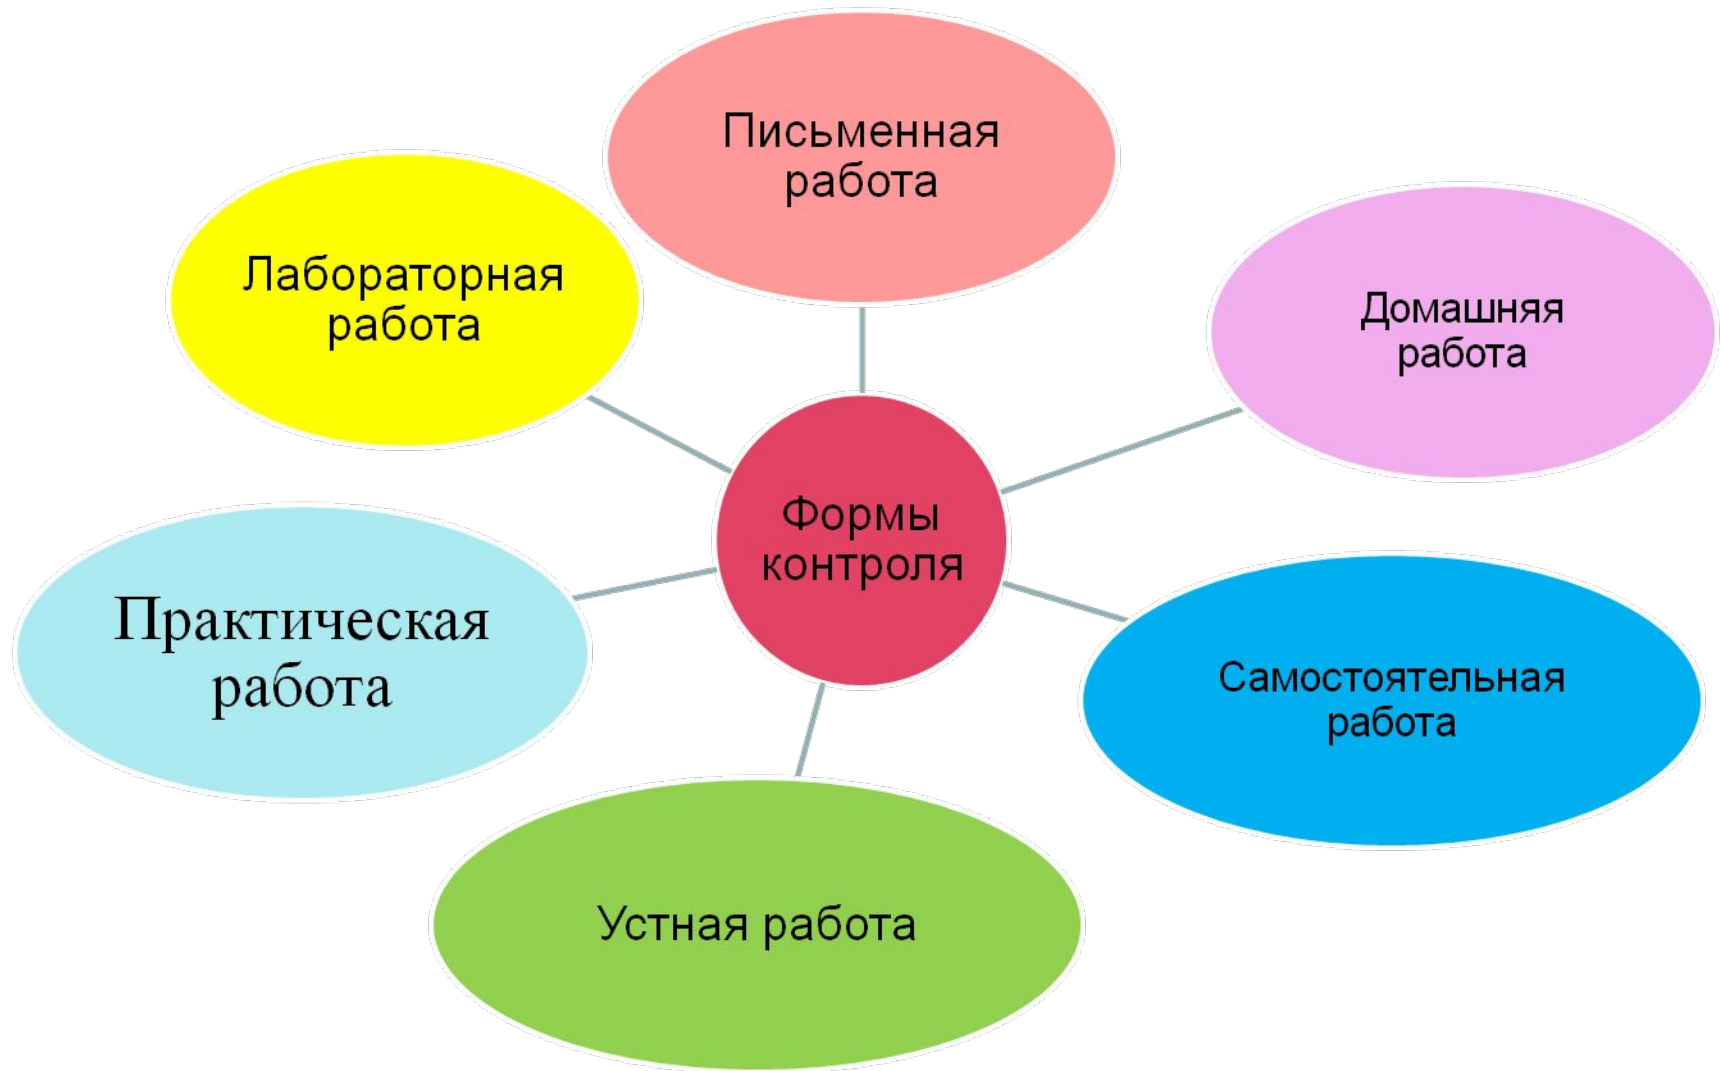 Письменная
работа
Лабораторная
работа
Домашняя
работа
Формы
контроля
Практическая
работа
Самостоятельная
работа
Устная работа